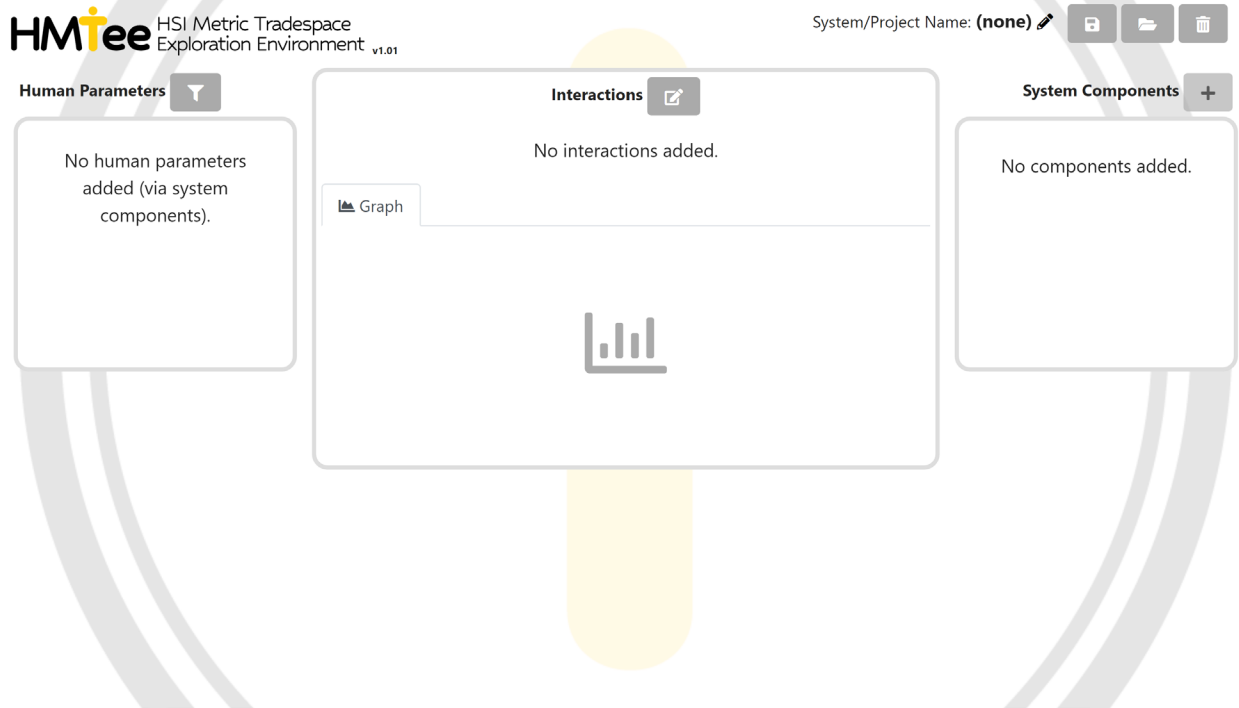 HMTee HSI Metric Tradespace
Exploration Environment v1.01
System/Project Name: (none)
Human Parameters
Interactions
System Components
No human parameters
added (via system
components).
No interactions added.
No components added.
Graph